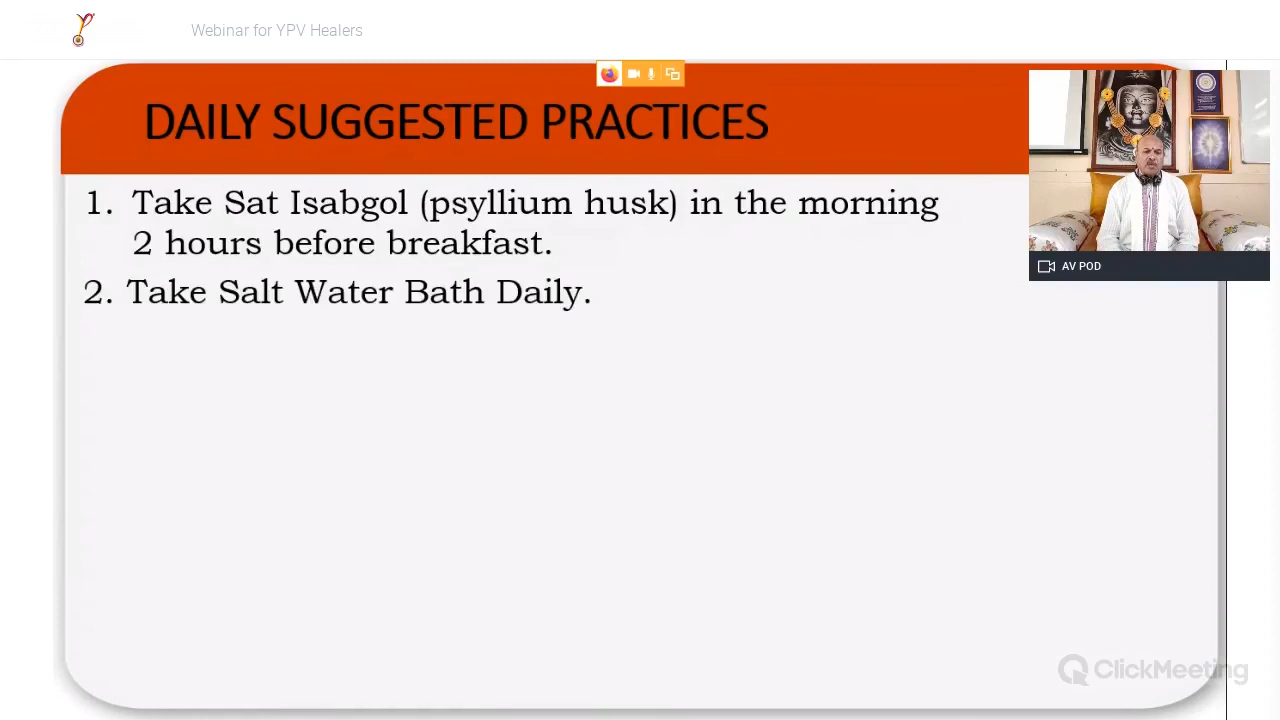 Webinar for YPV Healers
DAILY SUGGESTED PRACTICES
1. Take Sat Isabgol (psyllium husk) in the morning
2 hours before breakfast.
2. Take Salt Water Bath Daily.
AV POD
ClickMeeting